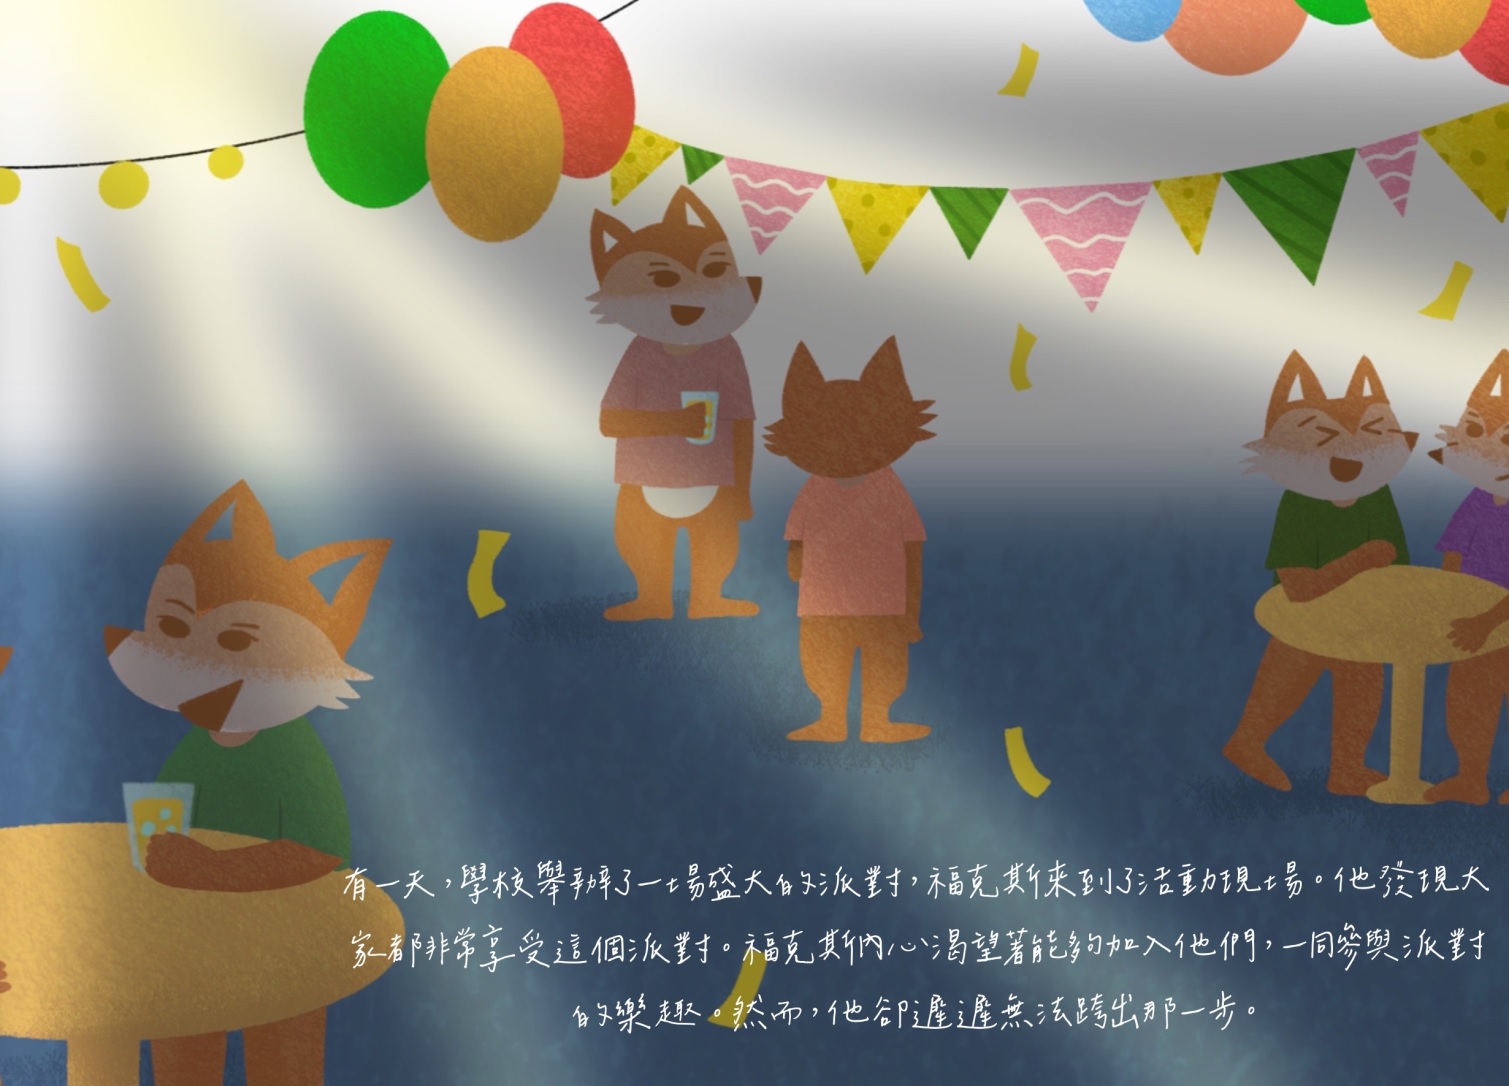 有一天，學校舉辦了一場盛大的派對，福克斯來到了活動現場。他發現大
家都非常享受這個派對。福克斯內心渴望著能夠加入他們，一同參與派對
的樂趣。然而，他卻遲遲無法跨出那一步。